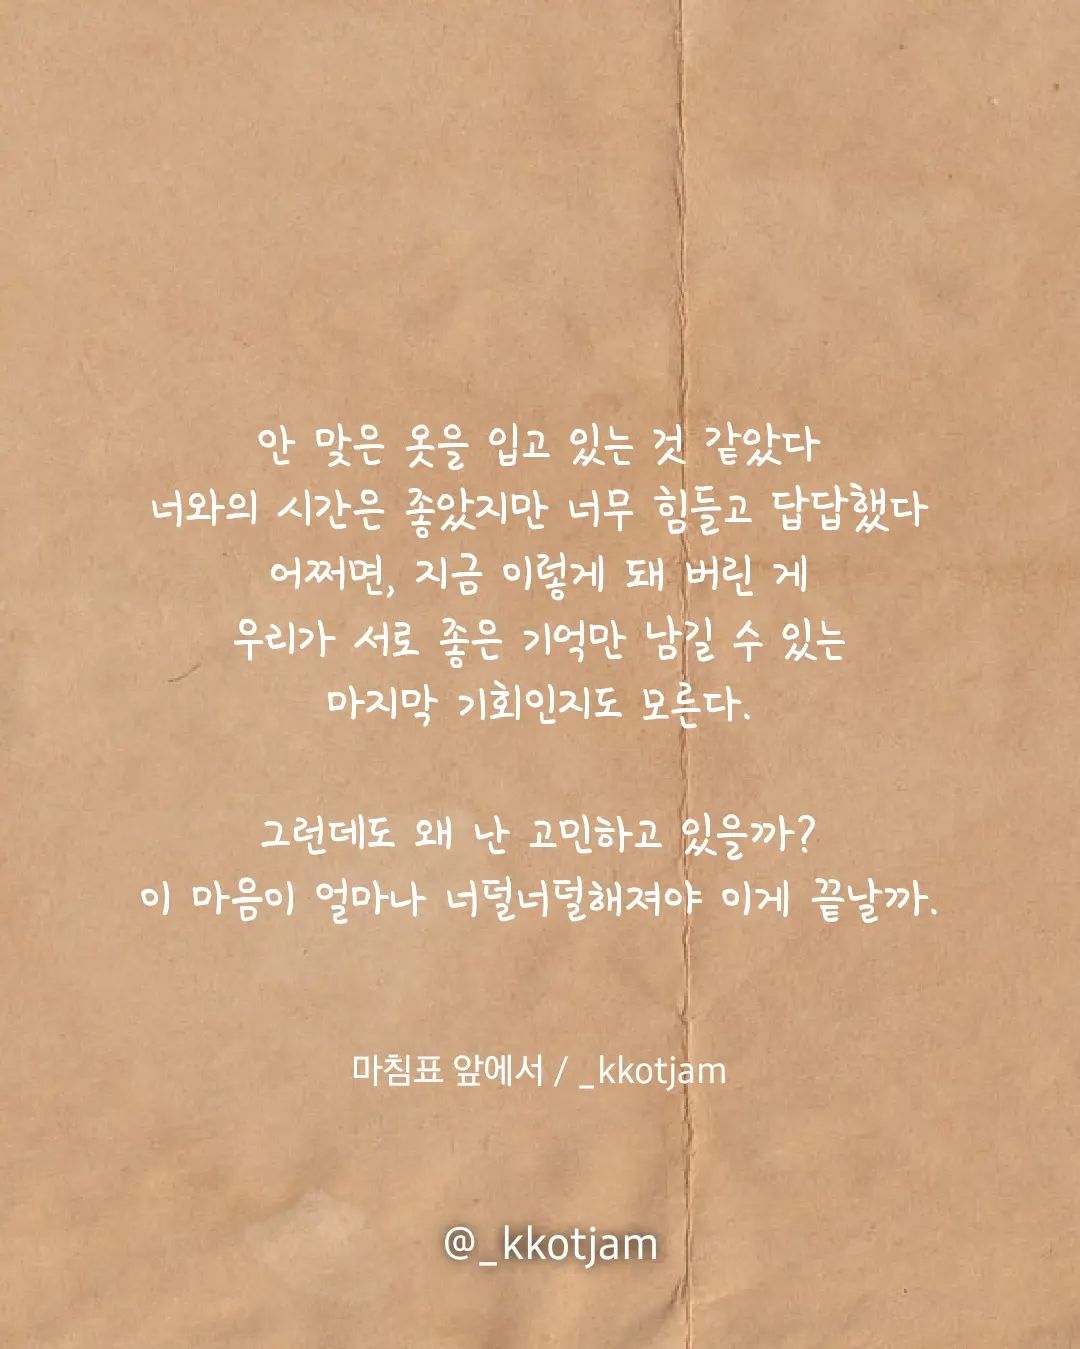 안 맞은 옷을 입고 있는 것 같았다
너와의 시간은 좋았지만 너무 힘들고 답답했다
어쩌면, 지금 이렇게 돼 버린 게
우리가 서로 좋은 기억만 남길 수 있는
마지막 기회인지도 모른다.
그런데도 왜 난 고민하고 있을까?
이 마음이 얼마나 너덜너덜해져야 이게 끝날까.
마침표 앞에서 / _kkotjam
@_kkotjam